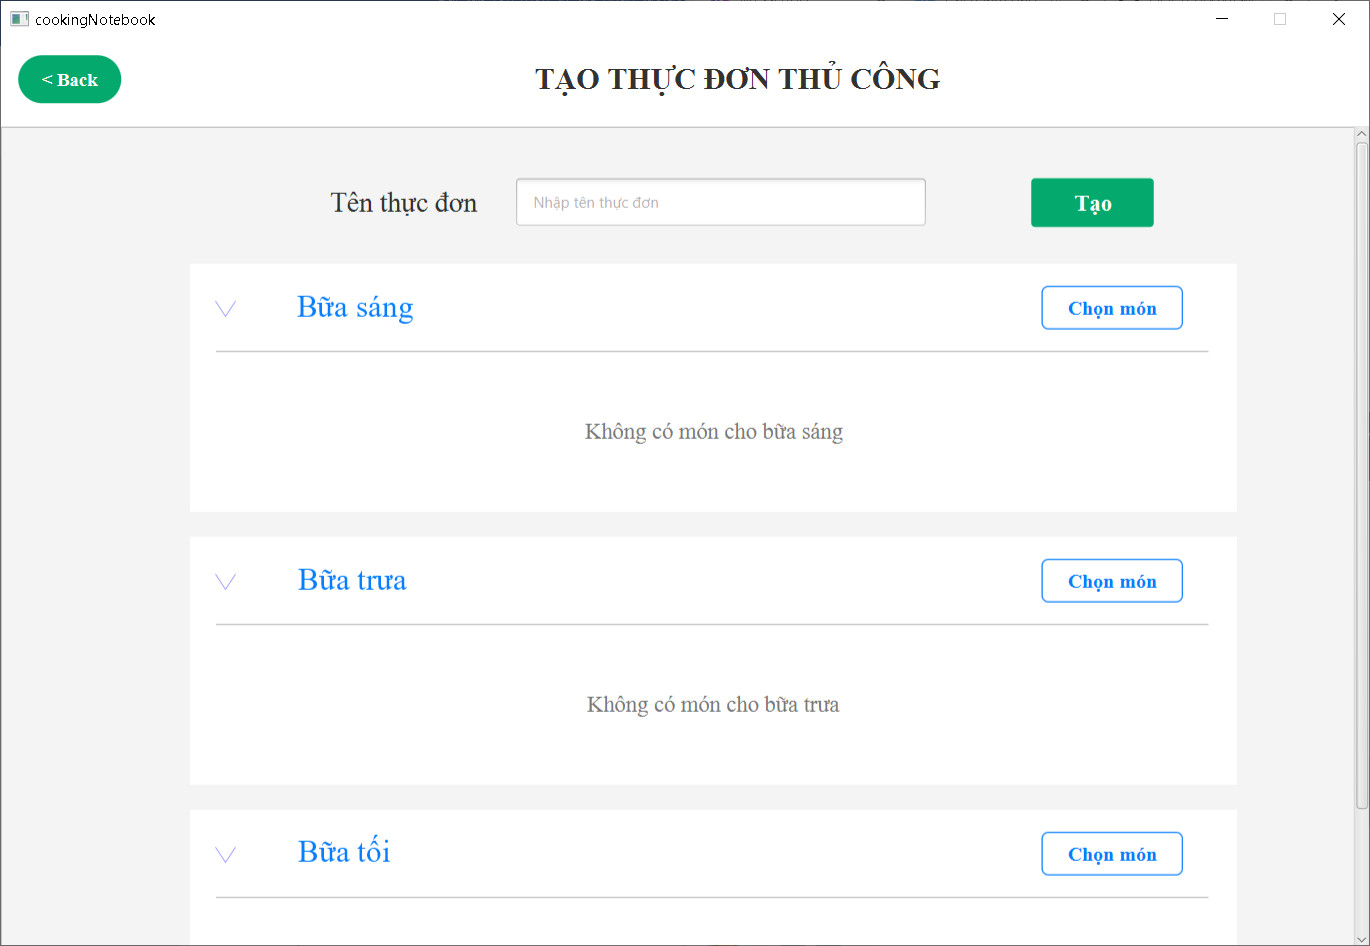 cookingNotebook
< Back
TẠO THỰC ĐƠN THỦ CÔNG
Tên thực đơn
Nhập tên thực đơn
Tạo
Bữa sáng
Chọn món
Không có món cho bữa sáng
Bữa trưa
Chọn món
Không có món cho bữa trưa
Bữa tối
Chọn món